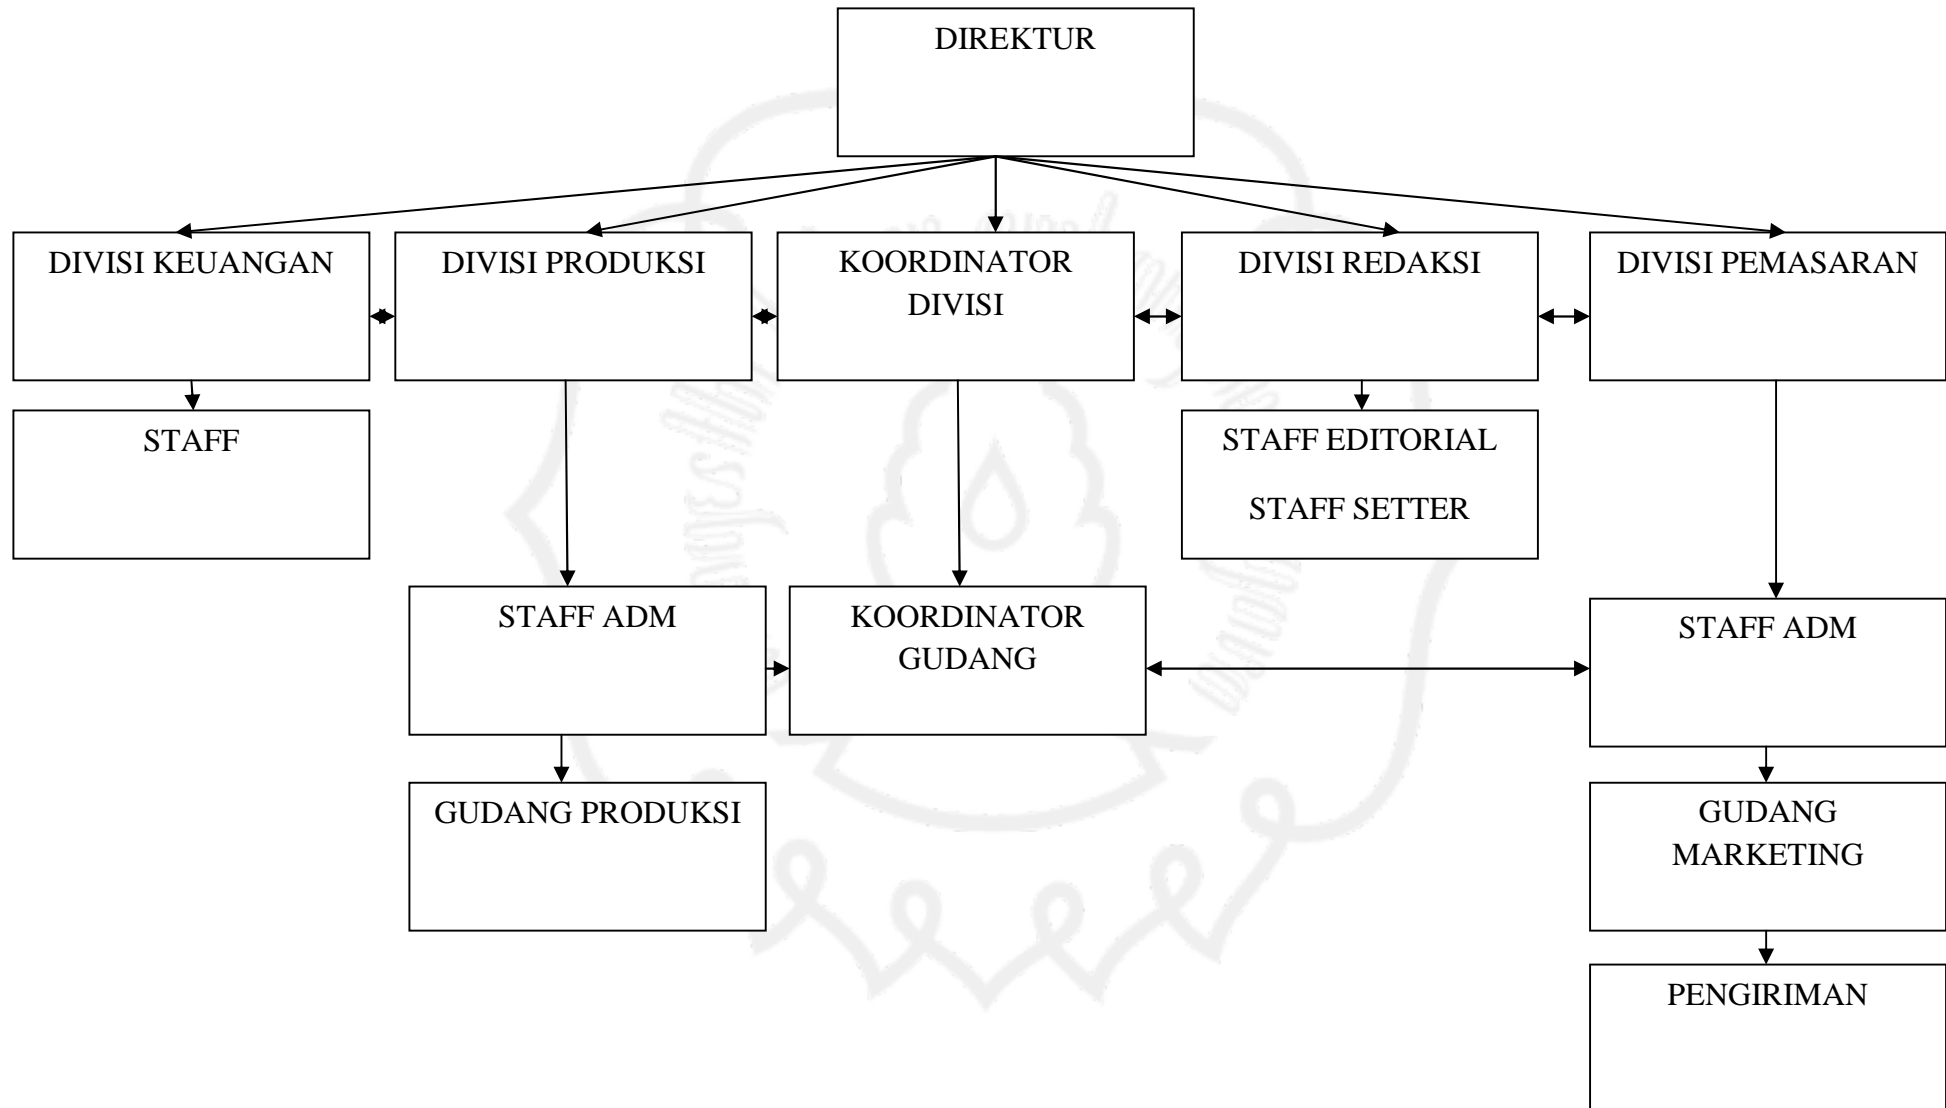 DIREKTUR
DIVISI KEUANGAN
DIVISI PRODUKSI
KOORDINATOR
DIVISI
DIVISI REDAKSI
DIVISI PEMASARAN
STAFF
STAFF EDITORIAL
STAFF SETTER
STAFF ADM
KOORDINATOR
GUDANG
STAFF ADM
GUDANG PRODUKSI
GUDANG
MARKETING
PENGIRIMAN